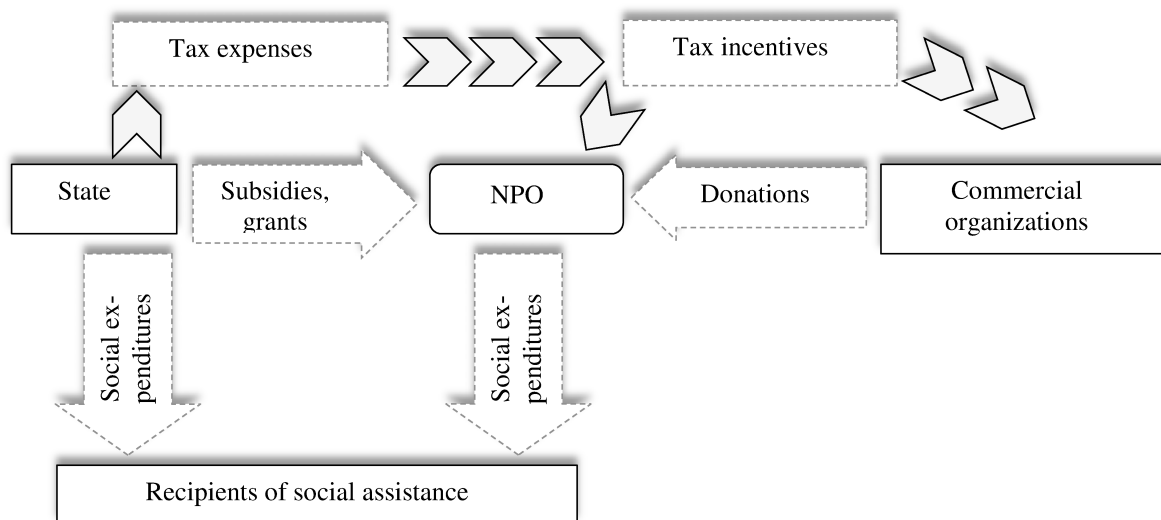 Tax expenses
Tax incentives
State
Subsidies,
grants
NPO
Donations
Commercial
organizations
Social ex-
penditures
Social ex-
penditures
Recipients of social assistance